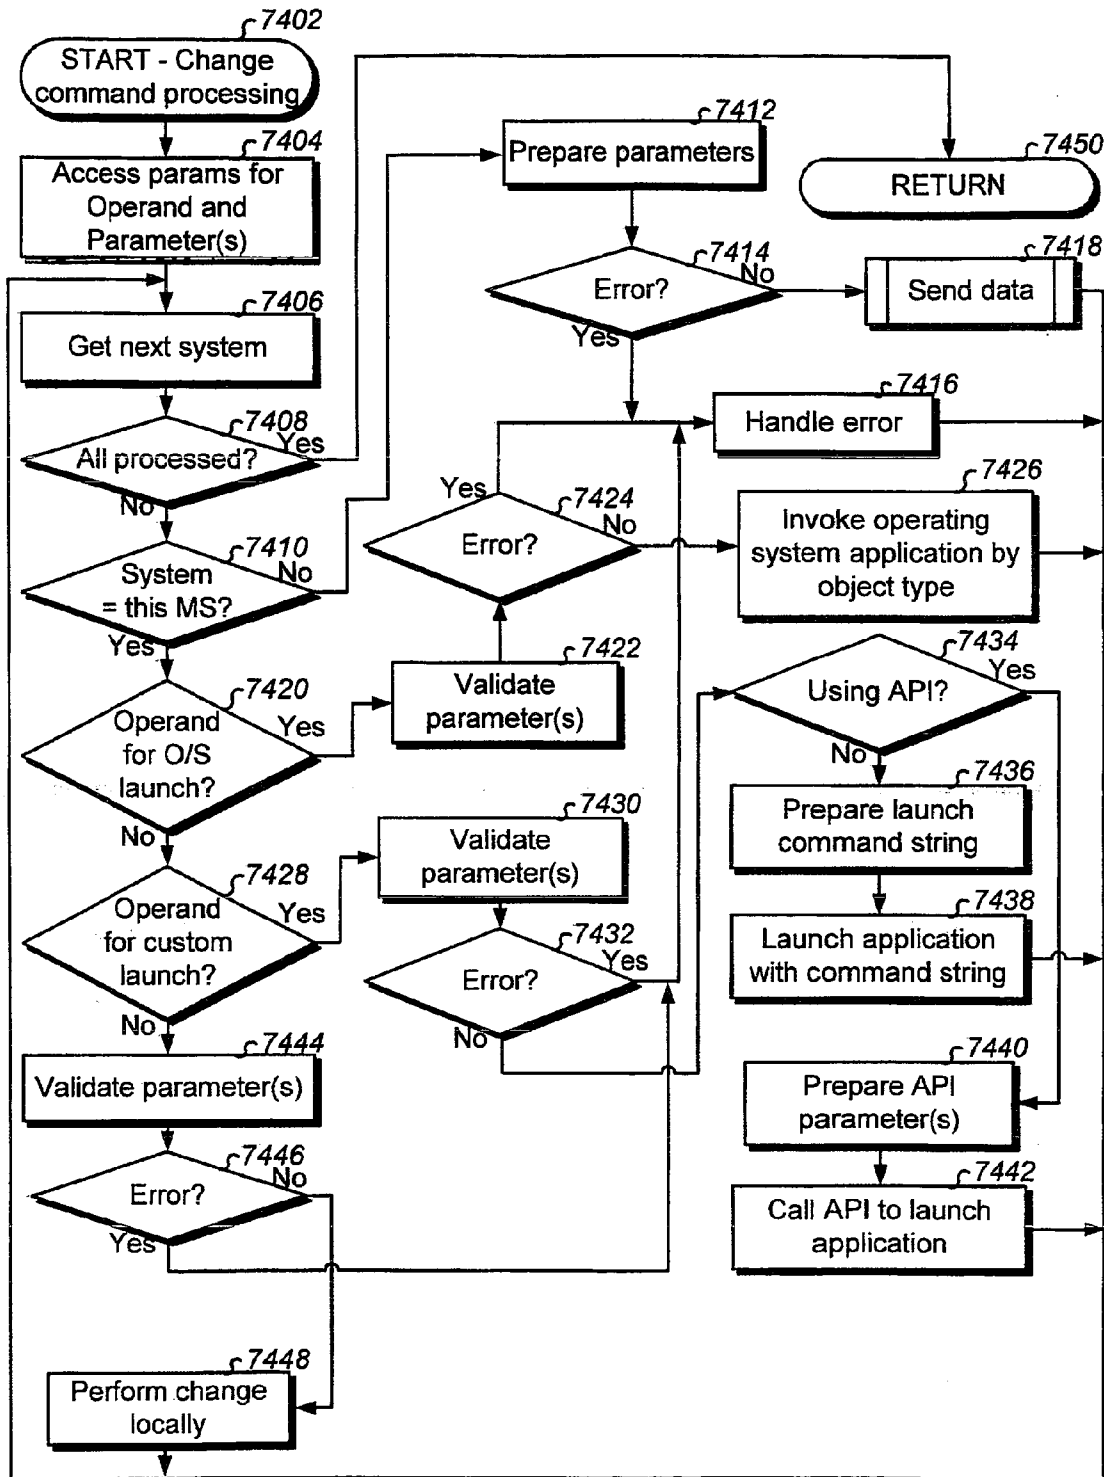 7402
START - Change
command processing
7404
Access params for
Operand and
Parameter(s)
7406
Get next system
7408
All processed?
Yes
No
7410
System
= this MS?
No
Yes
7420
Operand
for O/S
launch?
Yes
No
7428
Operand
for custom
launch?
Yes
No
7444
Validate parameter(s)
7446
Error?
No
Yes
7448
Perform change
locally
7412
Prepare parameters
7414
Error?
No
Yes
7418
Send data
7416
Handle error
7424
Error?
Yes
No
7422
Validate
parameter(s)
7430
Validate
parameter(s)
7432
Error?
Yes
No
7450
RETURN
7426
Invoke operating
system application by
object type
7434
Using API?
Yes
No
7436
Prepare launch
command string
7438
Launch application
with command string
7440
Prepare API
parameter(s)
7442
Call API to launch
application